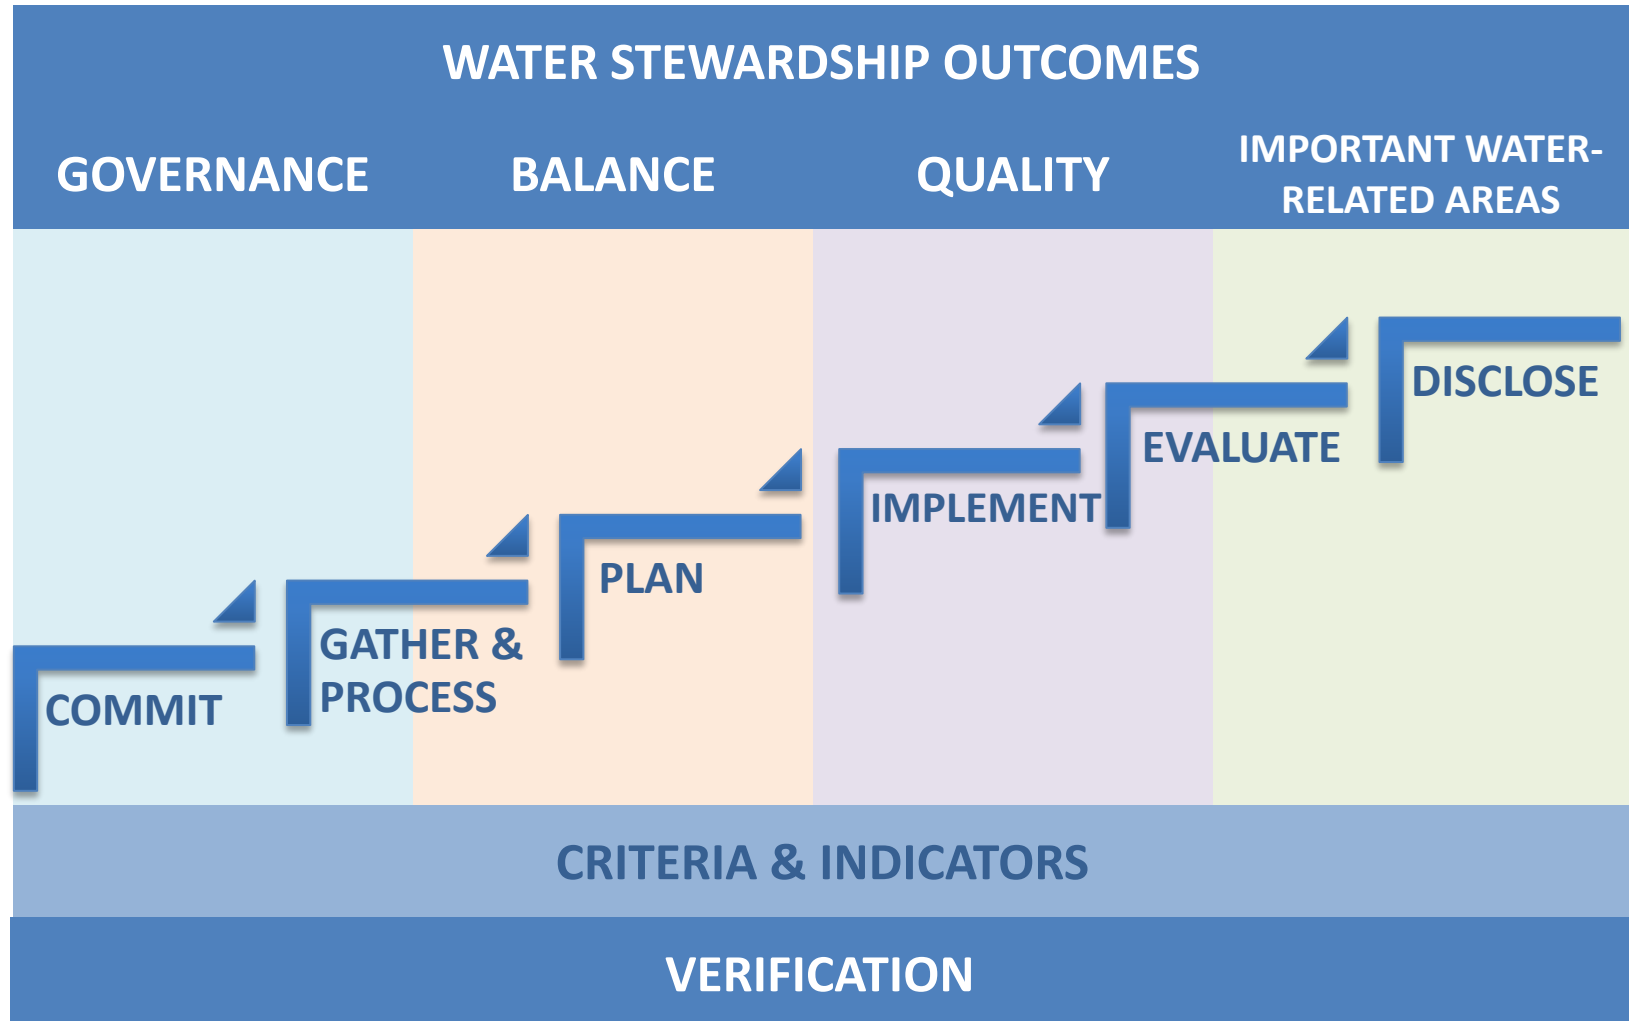 WATER STEWARDSHIP OUTCOMES
GOVERNANCE
BALANCE
QUALITY
IMPORTANT WATER-
RELATED AREAS
COMMIT
GATHER &
PROCESS
PLAN
IMPLEMENT
EVALUATE
DISCLOSE
CRITERIA & INDICATORS
VERIFICATION